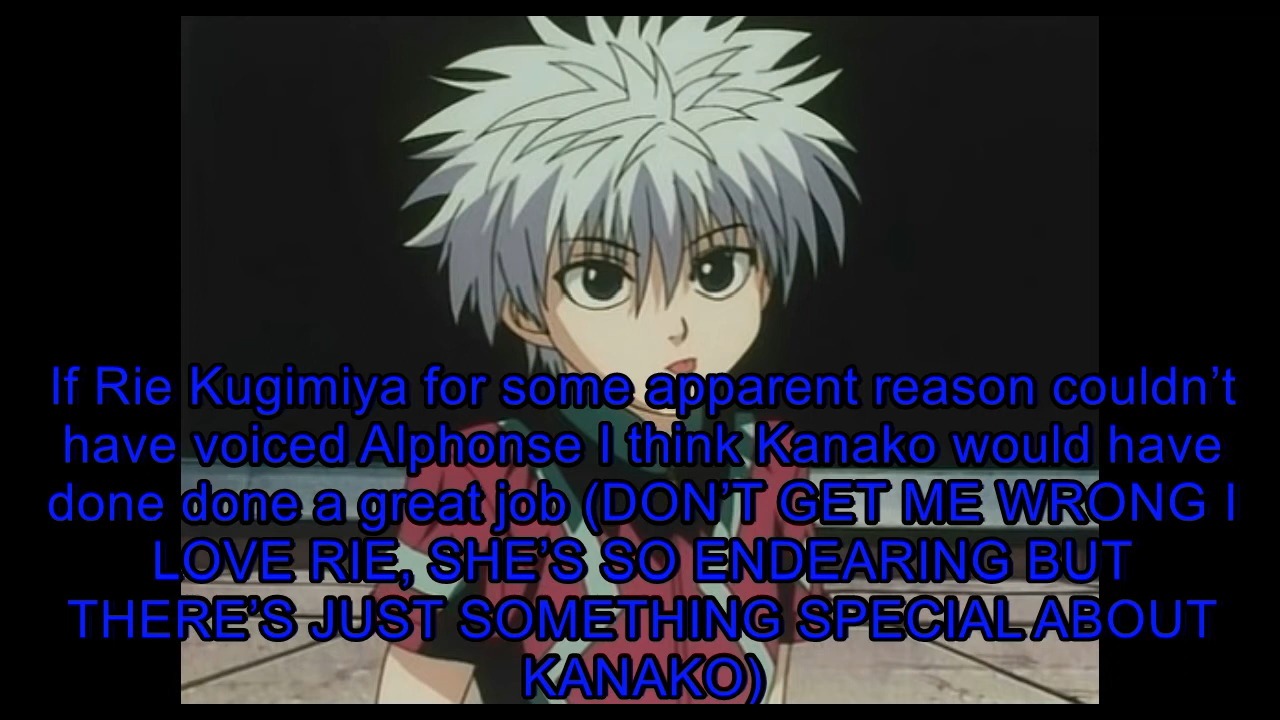 If Rie Kugimiya for some apparent reason couldn’t
have voiced Alphonse I think Kanako would have
done done a great job (DON’T GET ME WRONG I
LOVE RIE, SHE’S SO ENDEARING BUT
THERE’S JUST SOMETHING SPECIAL ABOUT
KANAKO)